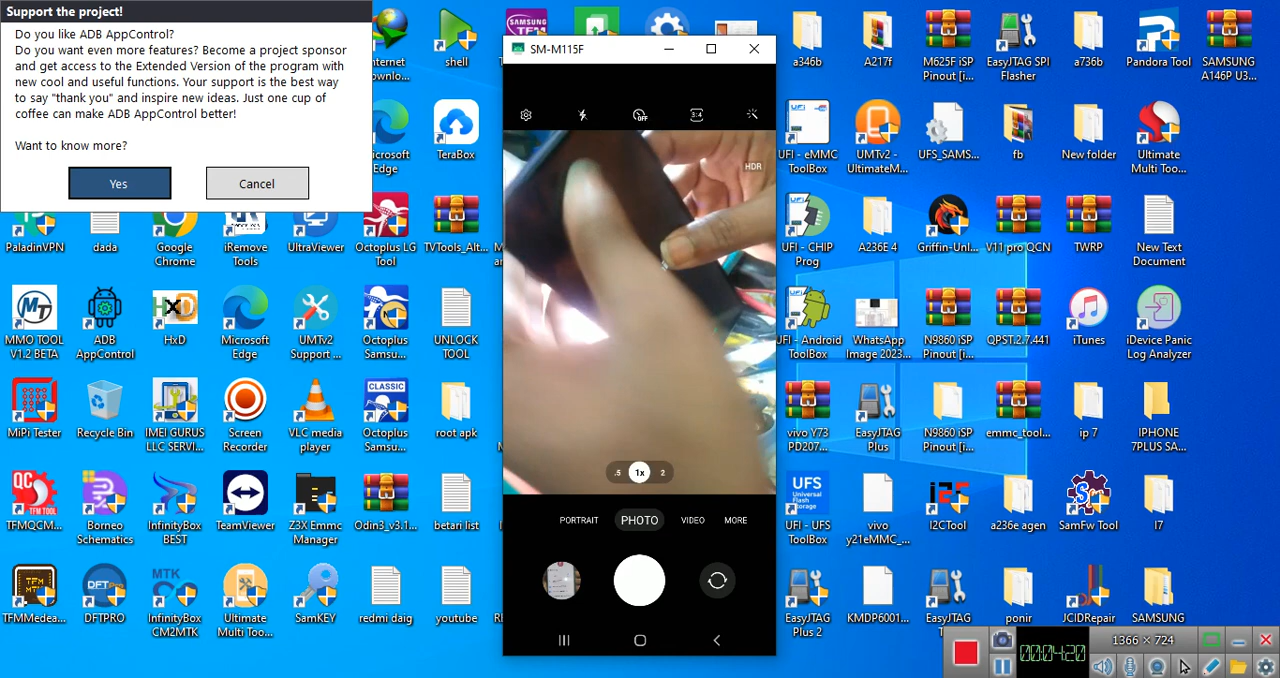 Support the project!
Do you like ADB AppControl?
Do you want even more features? Become a project sponsor
and get access to the Extended Version of the program with
new cool and useful functions. Your support is the best way
to say "thank you" and inspire new ideas. Just one cup of
coffee can make ADB AppControl better!
Want to know more?
Yes
Cancel
shell
SAMSUNG
SM-M115F
OFF
3:4
HDR
.5
1x
2
PORTRAIT
PHOTO
VIDEO
MORE
a346b
A217f
M625F iSP
Pinout [i...
EasyJTAG SPI
Flasher
a736b
Pandora Tool
SAMSUNG
A146P U3...
Microsoft
Edge
TeraBox
UFI - eMMC
ToolBox
UMTv2 -
UltimateM...
UFS_SAMS...
fb
New folder
Ultimate
Multi Too...
PaladinVPN
dada
Google
Chrome
iRemove
Tools
UltraViewer
Octoplus LG
Tool
TVTools_Alt...
UFI - CHIP
Prog
A236E 4
Griffin-Unl...
V11 pro QCN
TWRP
New Text
Document
MMO TOOL
V1.2 BETA
ADB
AppControl
HxD
Microsoft
Edge
UMTv2
Support ...
Octoplus
Samsu...
UNLOCK
TOOL
UFI - Android
ToolBox
WhatsApp
Image 2023...
N9860 iSP
Pinout [i...
QPST.2.7.441
iTunes
iDevice Panic
Log Analyzer
MiPi Tester
Recycle Bin
IMEI GURUS
LLC SERVI...
Screen
Recorder
VLC media
player
CLASSIC
Octoplus
Samsu...
root apk
vivo Y73
PD207...
EasyJTAG
Plus
N9860 iSP
Pinout [i...
emmc_tool...
ip 7
IPHONE
7PLUS SA...
TFMQCM...
Borneo
Schematics
InfinityBox
BEST
TeamViewer
Z3X Emmc
Manager
Odin3_v3.1...
betari list
UFI - UFS
ToolBox
vivo
y21eMMC_...
I2CTool
a236e agen
SamFw Tool
I7
TFMMedea...
DFTPRO
InfinityBox
CM2MTK
Ultimate
Multi Too...
SamKEY
redmi daig
youtube
EasyJTAG
Plus 2
KMDP6001...
EasyJTAG
ponir
JCIDRepair
SAMSUNG
00:04:20
1366 × 724